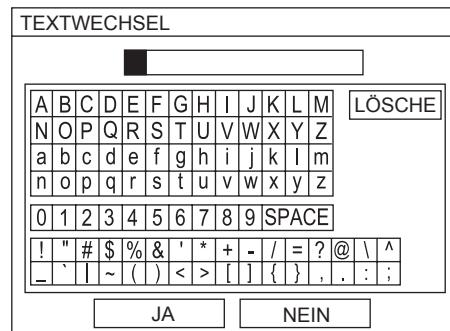 TEXTWECHSEL
A B C D E F G H I J K L M LÖSCHE
N O P Q R S T U V W X Y Z
a b c d e f g h i j k l m
n o p q r s t u v w x y z
0 1 2 3 4 5 6 7 8 9 SPACE
! " # $ % & ' * + - / = ? @ \ ^
_ ` | ~ ( ) < > [ ] { } , . : ;
JA NEIN